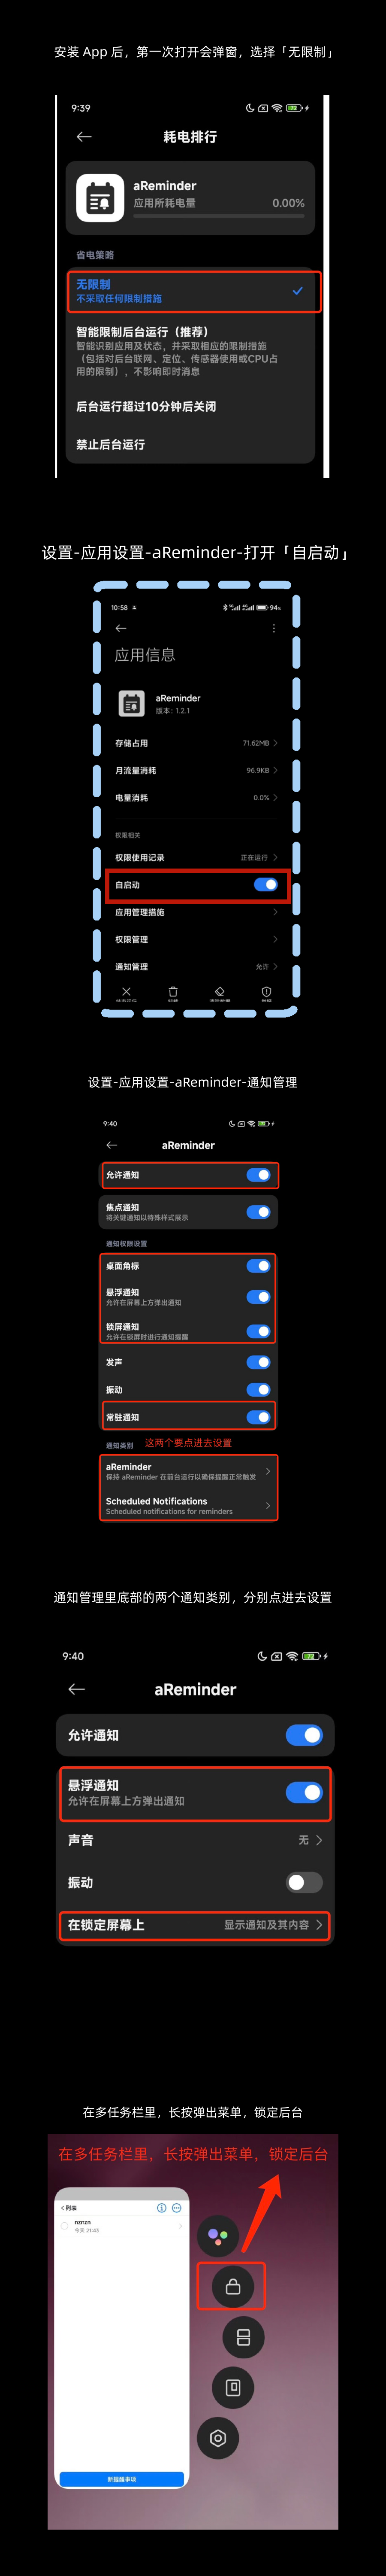 安装 App 后，第一次打开会弹窗，选择「无限制」
9:39
耗电排行
aReminder
应用所耗电量 0.00%
省电策略
无限制
不采取任何限制措施
智能限制后台运行（推荐）
智能识别应用及状态，并采取相应的限制措施
（包括对后台联网、定位、传感器使用或CPU占
用的限制），不影响即时消息
后台运行超过10分钟后关闭
禁止后台运行
设置-应用设置-aReminder-打开「自启动」
10:58 94%
应用信息
aReminder
版本：1.2.1
存储占用 71.62MB
月流量消耗 96.9KB
电量消耗 0.0%
权限相关
权限使用记录 正在运行
自启动
应用管理措施
权限管理
通知管理 允许
设置-应用设置-aReminder-通知管理
9:40
aReminder
允许通知
焦点通知
将关键通知以特殊样式展示
通知权限设置
桌面角标
悬浮通知
允许在屏幕上方弹出通知
锁屏通知
允许在锁屏时进行通知提醒
发声
振动
常驻通知
通知类别 这两个要点进去设置
aReminder
保持 aReminder 在前台运行以确保提醒正常触发
Scheduled Notifications
Scheduled notifications for reminders
通知管理里底部的两个通知类别，分别点进去设置
9:40
aReminder
允许通知
悬浮通知
允许在屏幕上方弹出通知
声音 无
振动
在锁定屏幕上 显示通知及其内容
在多任务栏里，长按弹出菜单，锁定后台
在多任务栏里，长按弹出菜单，锁定后台
列表
今天 21:43
新提醒事项